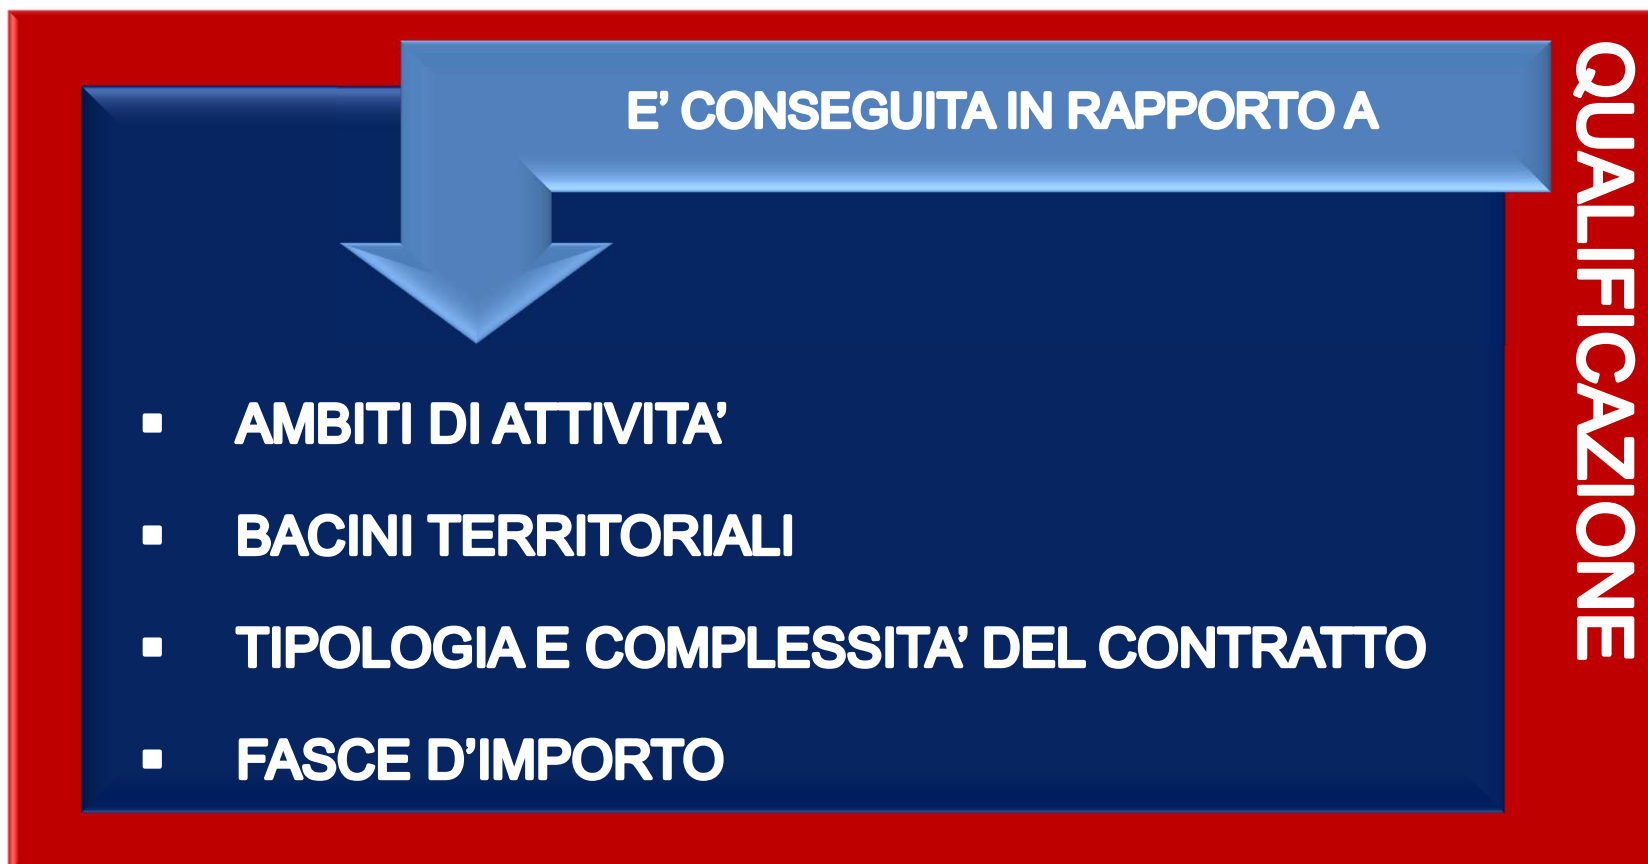 QUALIFICAZIONE
E’ CONSEGUITA IN RAPPORTO A
▪ AMBITI DI ATTIVITA’
▪ BACINI TERRITORIALI
▪ TIPOLOGIA E COMPLESSITA’ DEL CONTRATTO
▪ FASCE D’IMPORTO